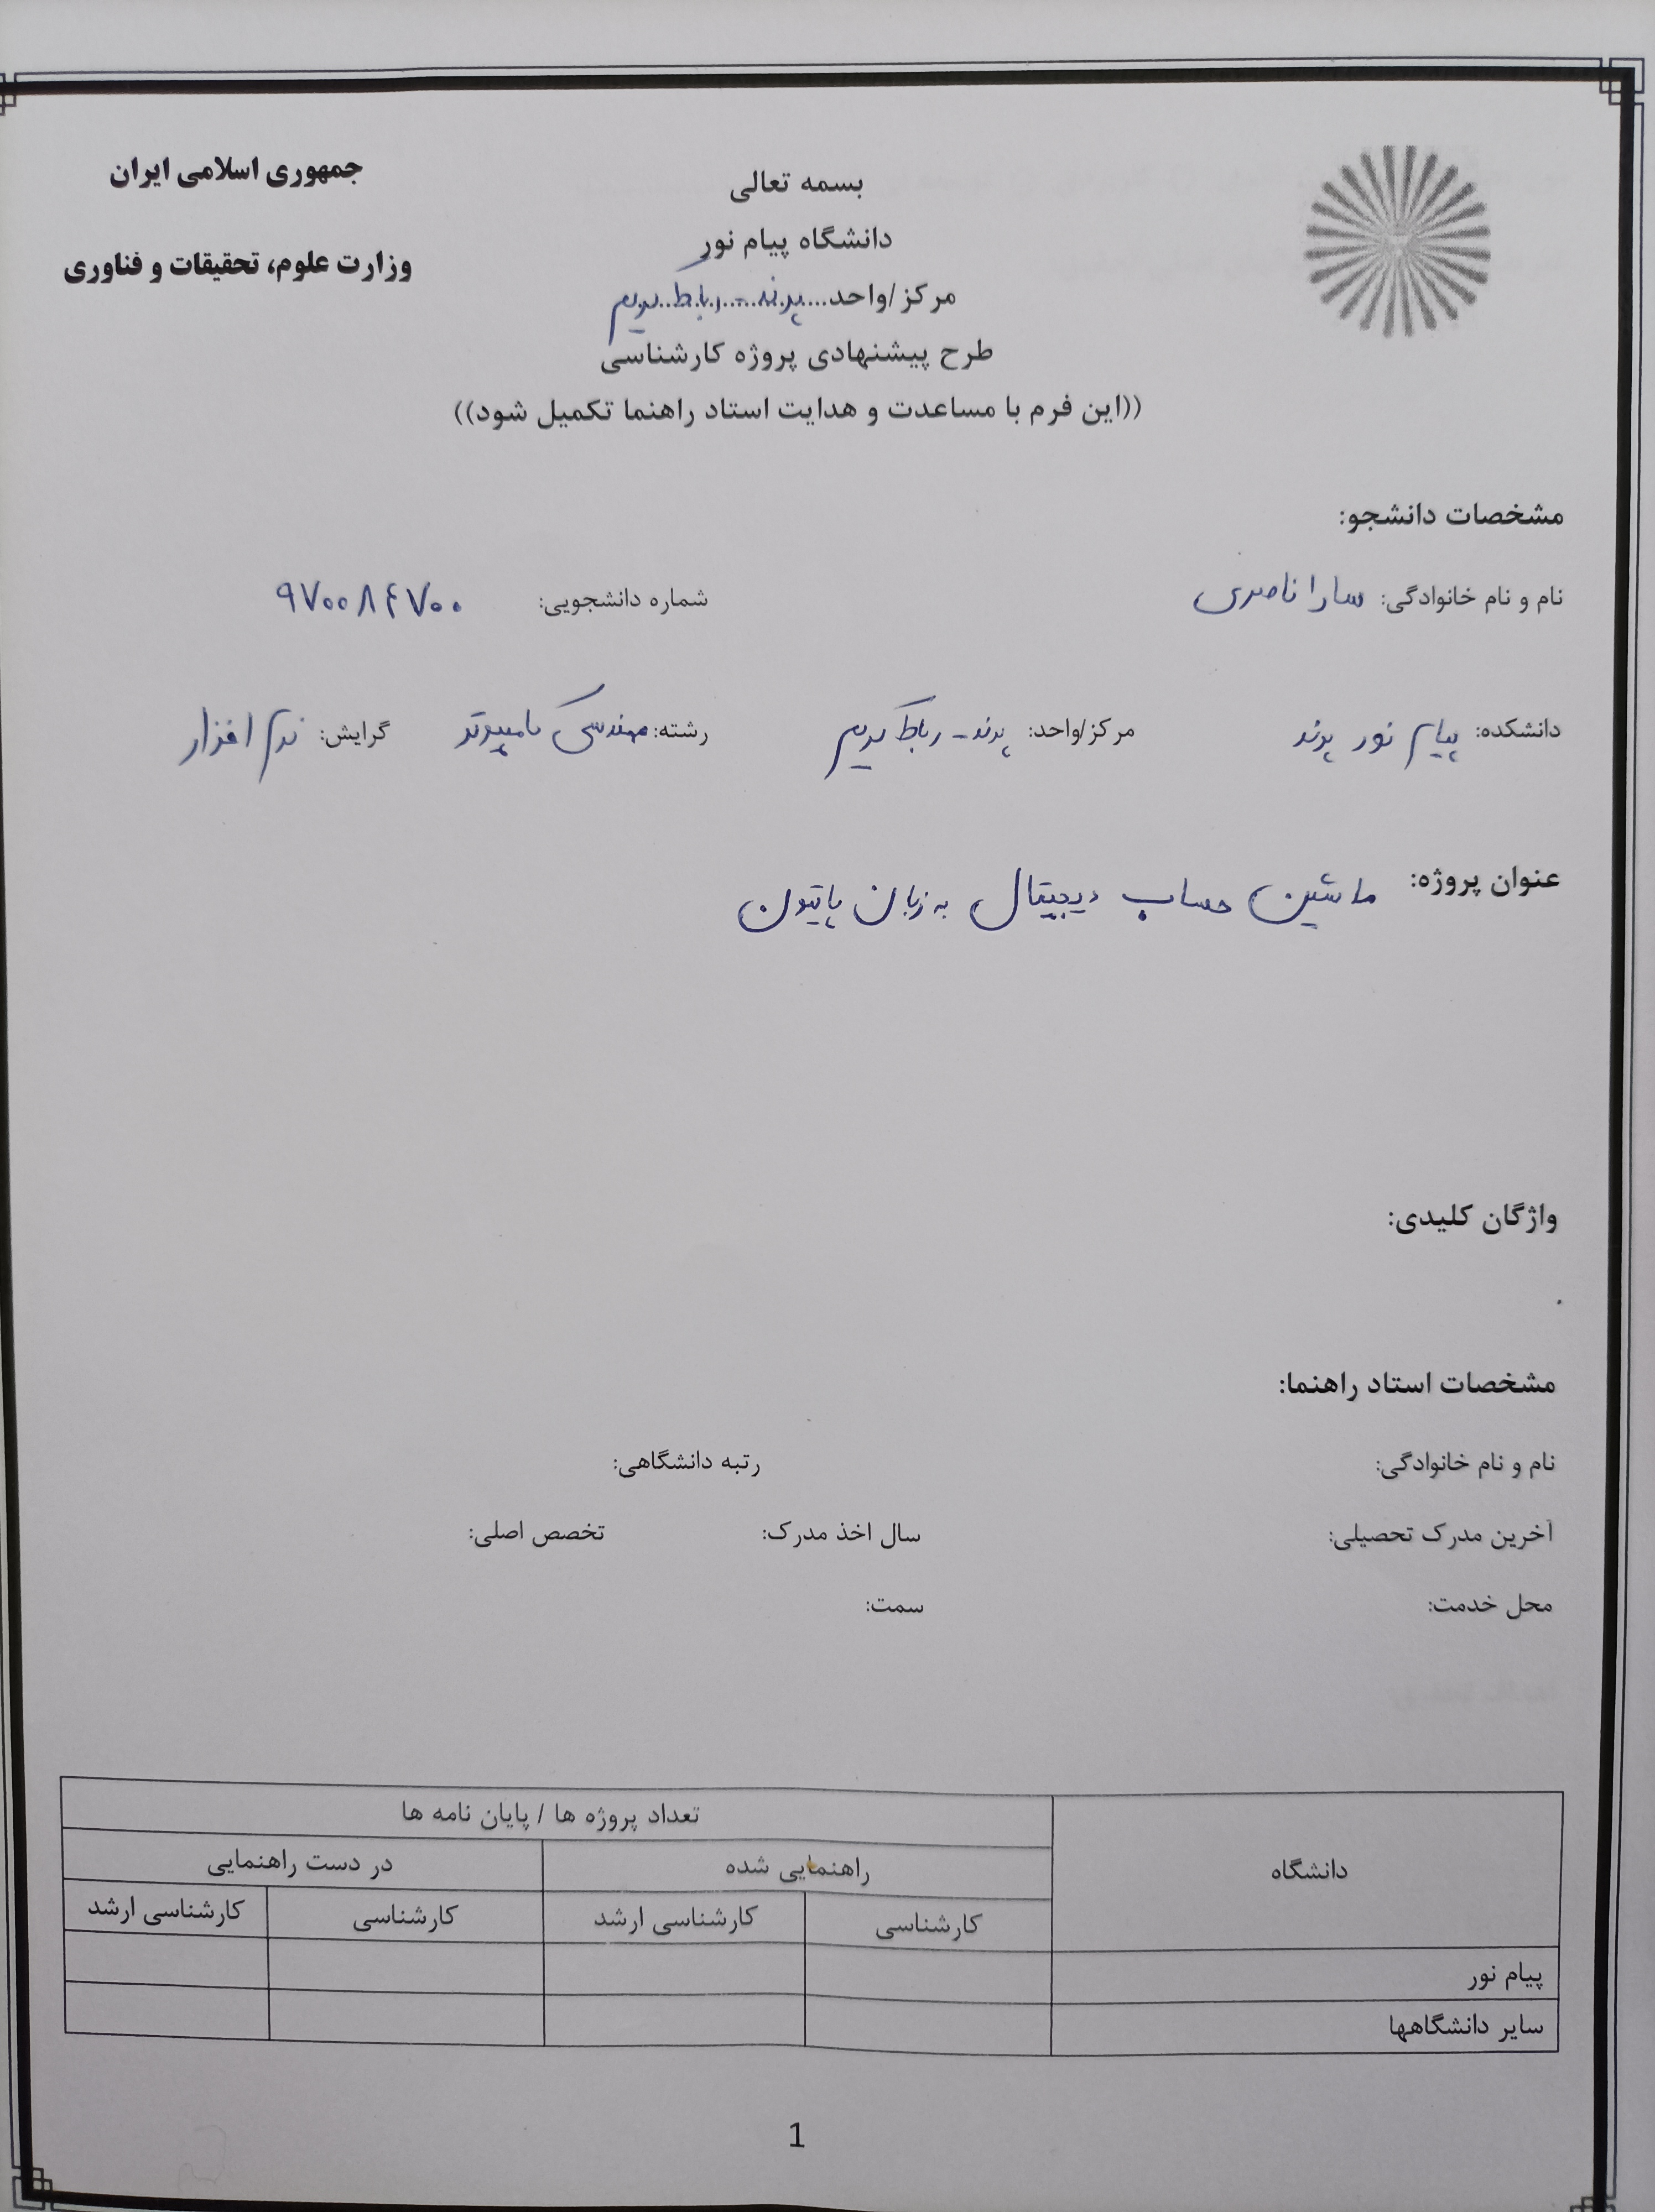 جمهوری اسلامی ایران
وزارت علوم، تحقیقات و فناوری
بسمه تعالی
دانشگاه پیام نور
مرکز/واحد....پرند - رباط کریم
طرح پیشنهادی پروژه کارشناسی
((این فرم با مساعدت و هدایت استاد راهنما تکمیل شود))
مشخصات دانشجو:
نام و نام خانوادگی: سارا ناصری شماره دانشجویی: ۹۷۰۰۸۴۷۰۰
دانشکده: پیام نور پرند مرکز/واحد: پرند - رباط کریم رشته: مهندسی کامپیوتر گرایش: نرم افزار
عنوان پروژه: ماشین حساب دیجیتال به زبان پایتون
واژگان کلیدی:
.
مشخصات استاد راهنما:
نام و نام خانوادگی: رتبه دانشگاهی:
آخرین مدرک تحصیلی: سال اخذ مدرک: تخصص اصلی:
محل خدمت: سمت:
دانشگاه تعداد پروژه ها / پایان نامه ها
راهنمایی شده در دست راهنمایی
کارشناسی کارشناسی ارشد کارشناسی کارشناسی ارشد
پیام نور
سایر دانشگاهها
1